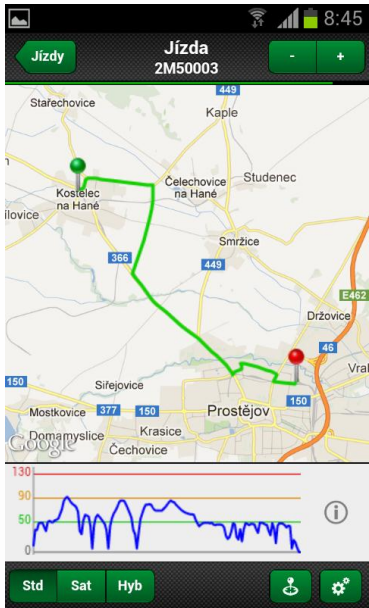 8:45
Jízdy
Jízda
2M50003
-
+
449
Stařechovice
Kaple
Čelechovice
na Hané
Studenec
Kostelec
na Hané
ilovice
Smržice
366
449
E462
Držovice
46
Vra
150
Siřejovice
150
Mostkovice
377
150
Prostějov
Domamyslice
Krasice
Google
Čechovice
130
90
50
0
Std
Sat
Hyb